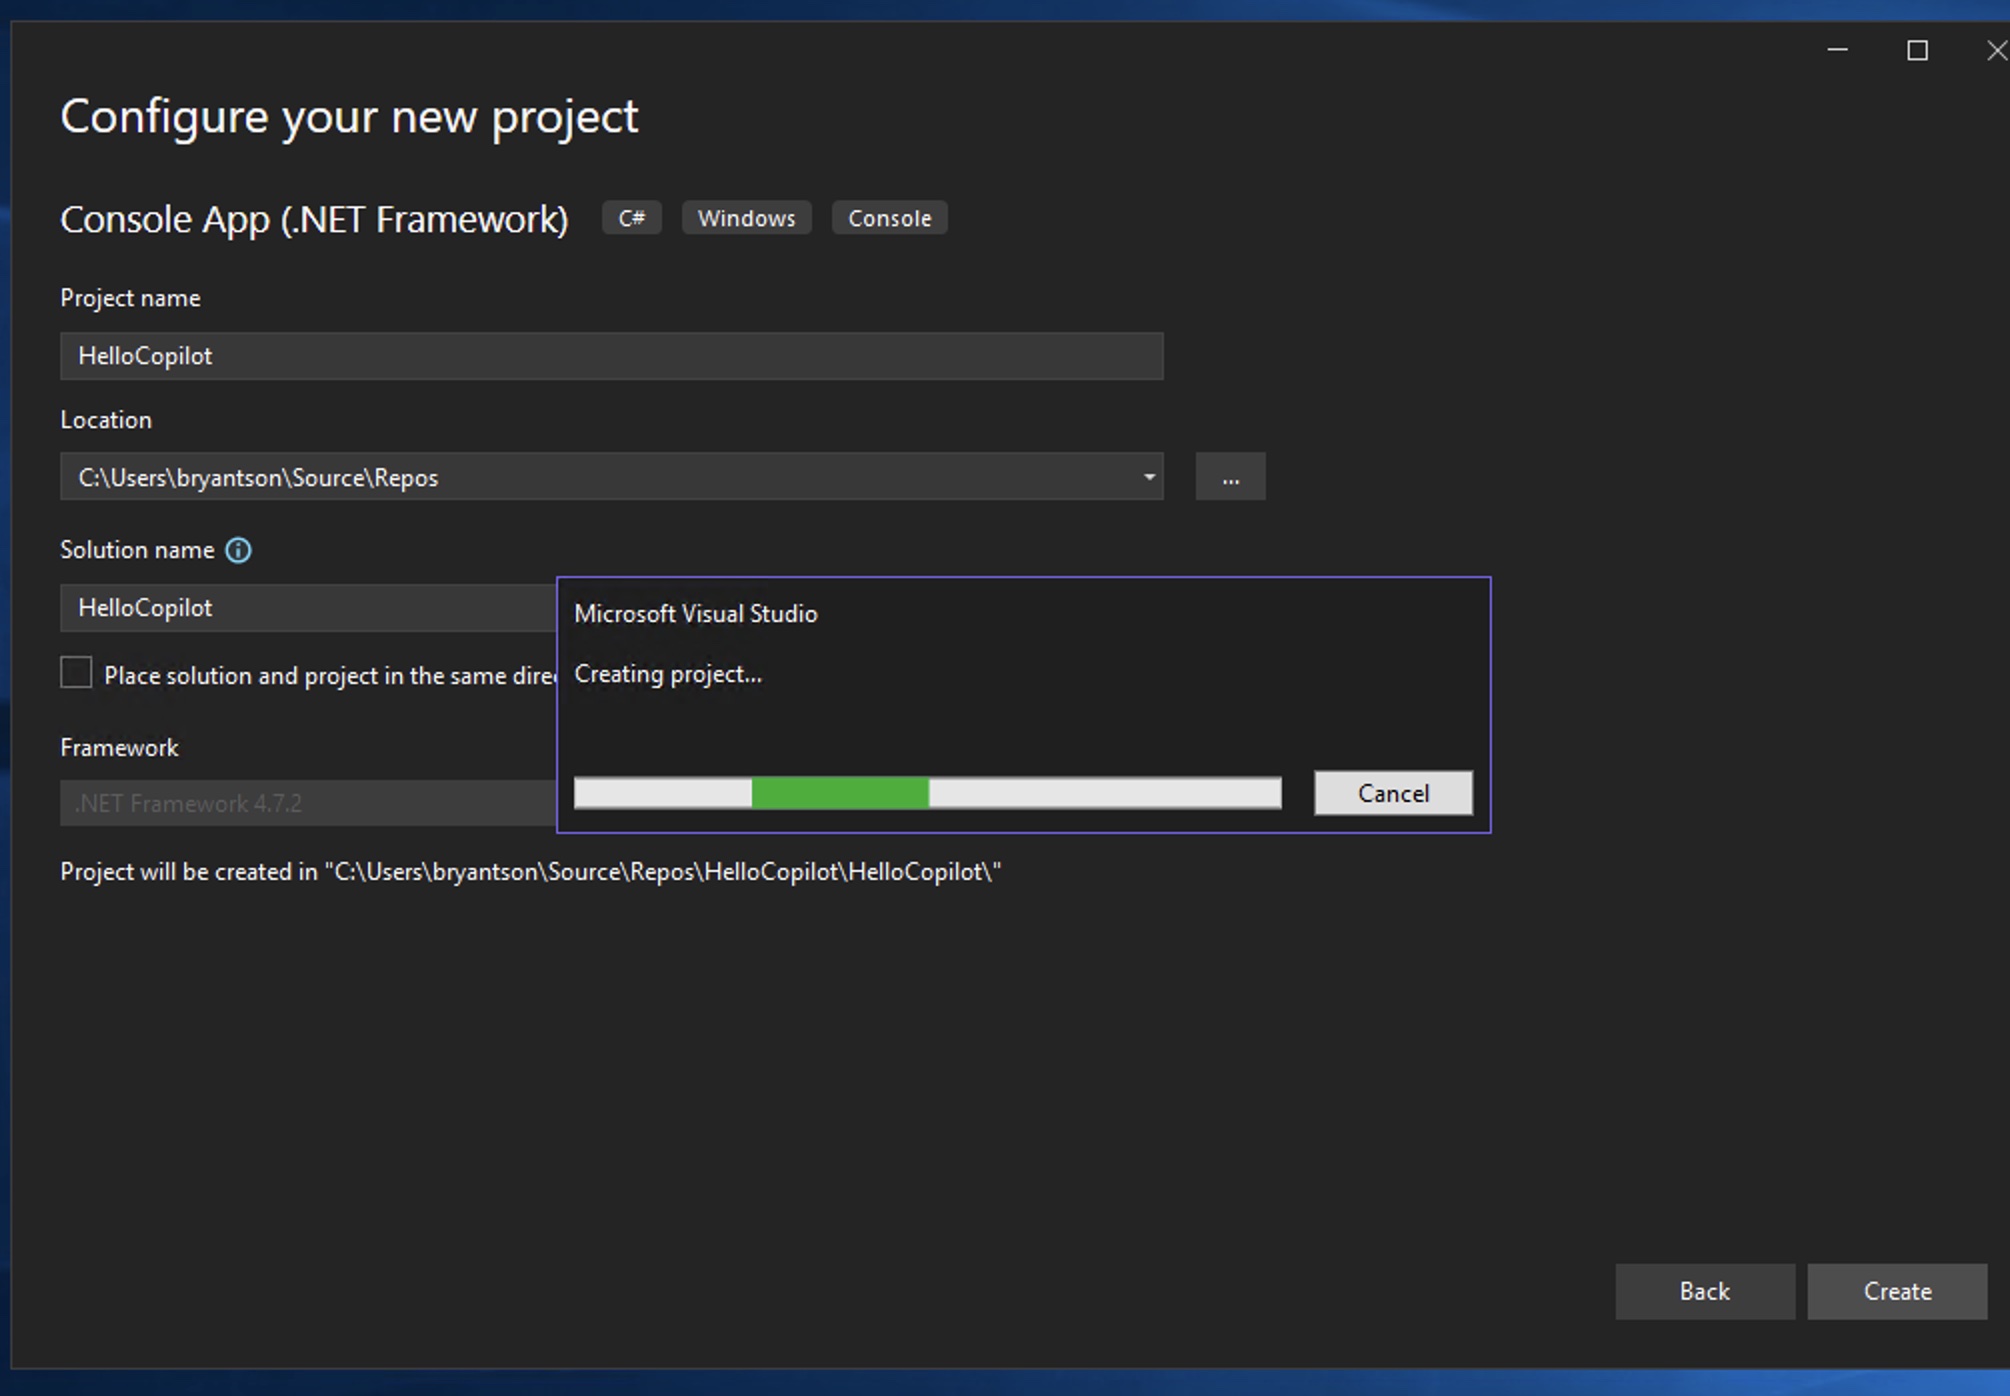 Configure your new project
Console App (.NET Framework) C# Windows Console
Project name
HelloCopilot
Location
C:\Users\bryantson\Source\Repos
...
Solution name
HelloCopilot
Microsoft Visual Studio
Place solution and project in the same dire
Creating project...
Framework
.NET Framework 4.7.2
Cancel
Project will be created in "C:\Users\bryantson\Source\Repos\HelloCopilot\HelloCopilot\"
Back
Create